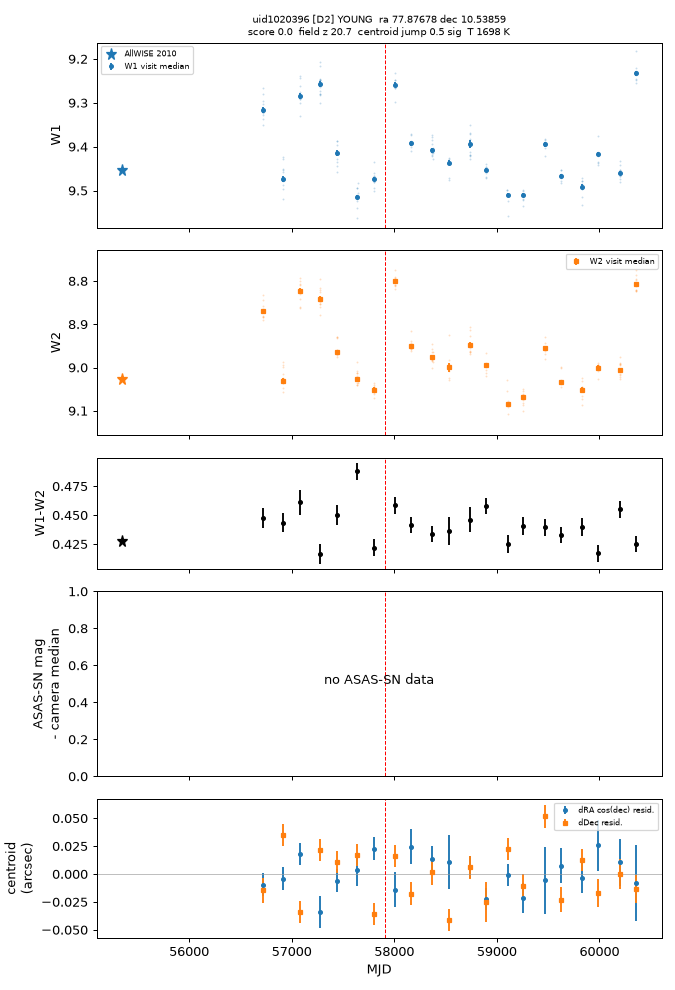 uid1020396 [D2] YOUNG  ra 77.87678 dec 10.53859
score 0.0  field z 20.7  centroid jump 0.5 sig  T 1698 K
AllWISE 2010
W1 visit median
W1
9.2
9.3
9.4
9.5
W2 visit median
W2
8.8
8.9
9.0
9.1
W1-W2
0.475
0.450
0.425
ASAS-SN mag
- camera median
1.0
0.8
0.6
0.4
0.2
0.0
no ASAS-SN data
centroid
(arcsec)
0.050
0.025
0.000
−0.025
−0.050
dRA cos(dec) resid.
dDec resid.
56000
57000
58000
59000
60000
MJD